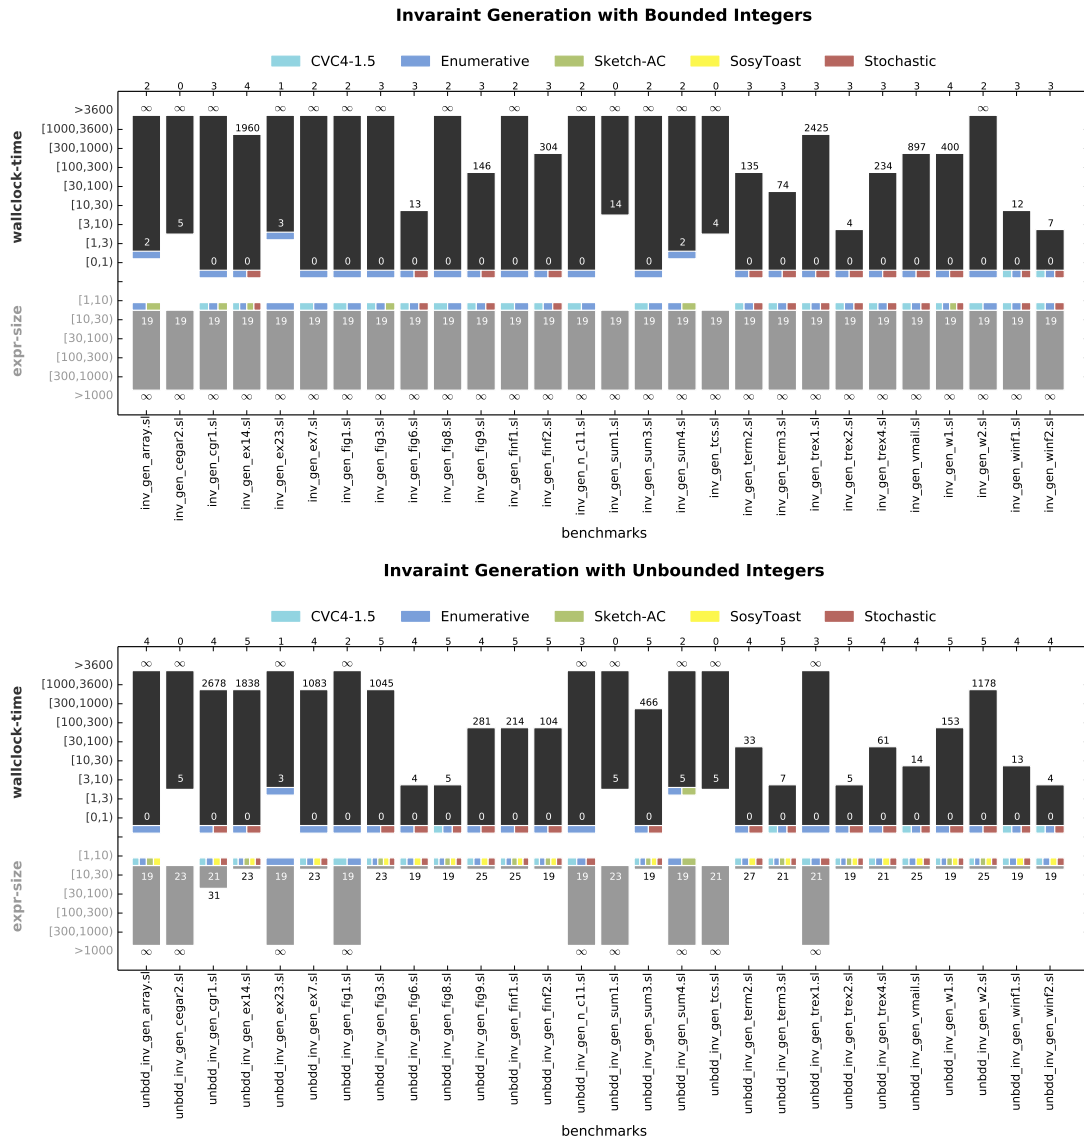 Invaraint Generation with Bounded Integers
CVC4-1.5 Enumerative Sketch-AC SosyToast Stochastic
2 0 3 4 1 2 2 3 3 2 3 2 3 2 0 2 2 0 3 3 3 3 3 3 4 2 3 3
>3600 ∞ ∞ ∞ ∞ ∞ ∞ ∞ ∞ ∞ ∞ ∞ ∞ ∞ ∞ ∞
[1000,3600) 1960 2425
[300,1000) 304 897 400
[100,300) 146 135 234
[30,100) 74
[10,30) 13 14 12
[3,10) 5 3 4 4 7
[1,3) 2 2
[0,1) 0 0 0 0 0 0 0 0 0 0 0 0 0 0 0 0 0 0 0 0 0 0
wallclock-time
[1,10)
[10,30) 19 19 19 19 19 19 19 19 19 19 19 19 19 19 19 19 19 19 19 19 19 19 19 19 19 19 19 19
[30,100)
[100,300)
[300,1000)
>1000 ∞ ∞ ∞ ∞ ∞ ∞ ∞ ∞ ∞ ∞ ∞ ∞ ∞ ∞ ∞ ∞ ∞ ∞ ∞ ∞ ∞ ∞ ∞ ∞ ∞ ∞ ∞ ∞
expr-size
inv_gen_array.sl
inv_gen_cegar2.sl
inv_gen_cgr1.sl
inv_gen_ex14.sl
inv_gen_ex23.sl
inv_gen_ex7.sl
inv_gen_fig1.sl
inv_gen_fig3.sl
inv_gen_fig6.sl
inv_gen_fig8.sl
inv_gen_fig9.sl
inv_gen_finf1.sl
inv_gen_finf2.sl
inv_gen_n_c11.sl
inv_gen_sum1.sl
inv_gen_sum3.sl
inv_gen_sum4.sl
inv_gen_tcs.sl
inv_gen_term2.sl
inv_gen_term3.sl
inv_gen_trex1.sl
inv_gen_trex2.sl
inv_gen_trex4.sl
inv_gen_vmail.sl
inv_gen_w1.sl
inv_gen_w2.sl
inv_gen_winf1.sl
inv_gen_winf2.sl
benchmarks
Invaraint Generation with Unbounded Integers
CVC4-1.5 Enumerative Sketch-AC SosyToast Stochastic
4 0 4 5 1 4 2 5 4 5 4 5 5 3 0 5 2 0 4 5 3 5 4 4 5 5 4 4
>3600 ∞ ∞ ∞ ∞ ∞ ∞ ∞ ∞ ∞
[1000,3600) 2678 1838 1083 1045 1178
[300,1000) 466
[100,300) 281 214 104 153
[30,100) 33 61
[10,30) 14 13
[3,10) 5 3 4 5 5 5 5 7 5 4
[1,3)
[0,1) 0 0 0 0 0 0 0 0 0 0 0 0 0 0 0 0 0 0 0 0 0 0 0
wallclock-time
[1,10)
[10,30) 19 23 21 23 19 23 19 23 19 19 25 25 19 19 23 19 19 21 27 21 21 19 21 25 19 25 19 19
[30,100) 31
[100,300)
[300,1000)
>1000 ∞ ∞ ∞ ∞ ∞ ∞ ∞ ∞ ∞
expr-size
unbdd_inv_gen_array.sl
unbdd_inv_gen_cegar2.sl
unbdd_inv_gen_cgr1.sl
unbdd_inv_gen_ex14.sl
unbdd_inv_gen_ex23.sl
unbdd_inv_gen_ex7.sl
unbdd_inv_gen_fig1.sl
unbdd_inv_gen_fig3.sl
unbdd_inv_gen_fig6.sl
unbdd_inv_gen_fig8.sl
unbdd_inv_gen_fig9.sl
unbdd_inv_gen_finf1.sl
unbdd_inv_gen_finf2.sl
unbdd_inv_gen_n_c11.sl
unbdd_inv_gen_sum1.sl
unbdd_inv_gen_sum3.sl
unbdd_inv_gen_sum4.sl
unbdd_inv_gen_tcs.sl
unbdd_inv_gen_term2.sl
unbdd_inv_gen_term3.sl
unbdd_inv_gen_trex1.sl
unbdd_inv_gen_trex2.sl
unbdd_inv_gen_trex4.sl
unbdd_inv_gen_vmail.sl
unbdd_inv_gen_w1.sl
unbdd_inv_gen_w2.sl
unbdd_inv_gen_winf1.sl
unbdd_inv_gen_winf2.sl
benchmarks